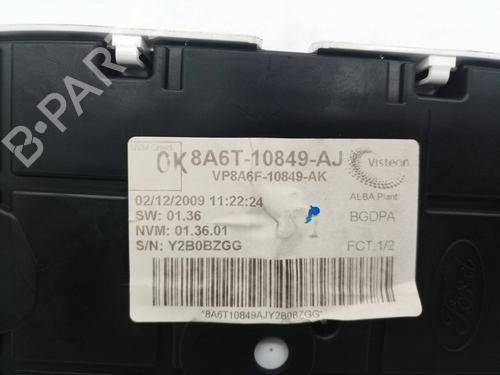 B-Parts
OK 8A6T-10849-AJ
VP8A6F-10849-AK
Visteon
ALBA Plant
02/12/2009 11:22:24
SW: 01.36
BGDPA
NVM: 01.36.01
S/N: Y2B0BZGG
FCT:1/2
*8A6T10849AJY2B0BZGG*
Ford